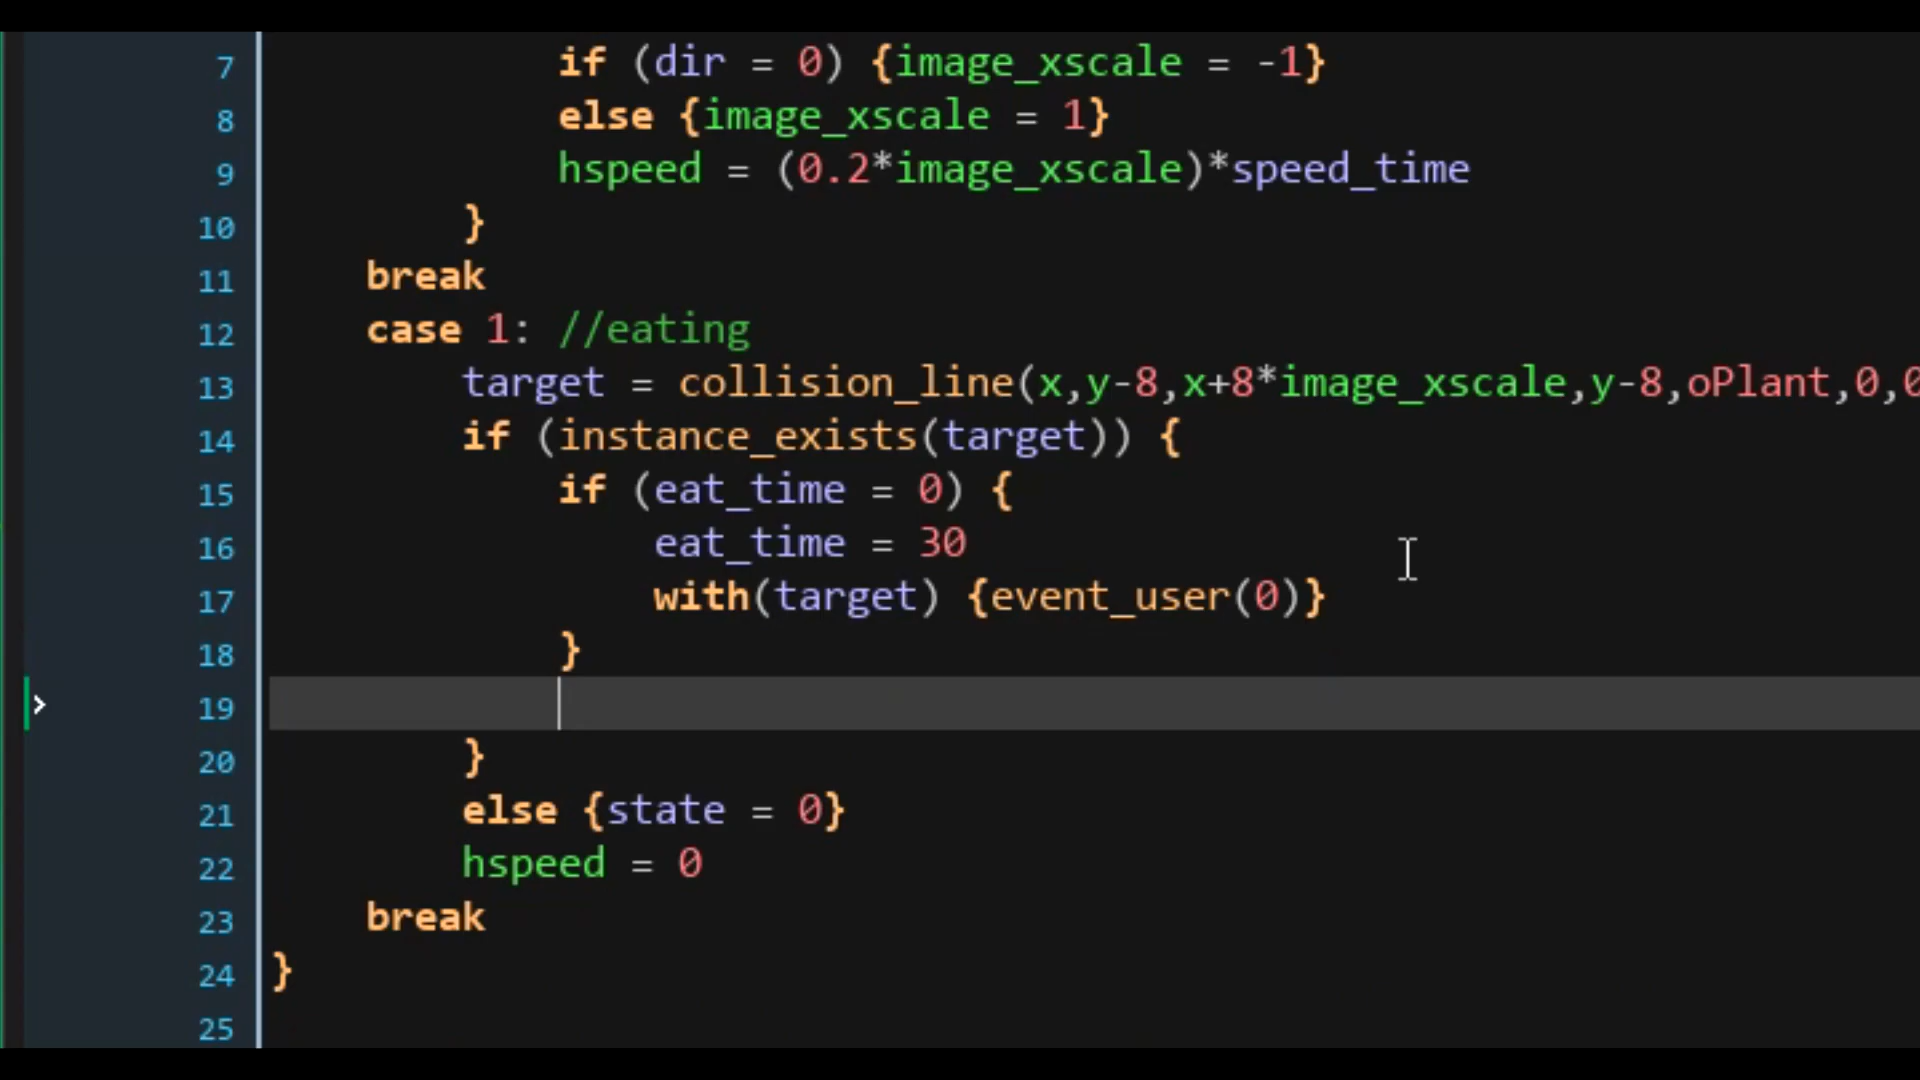 7 if (dir = 0) {image_xscale = -1}
8 else {image_xscale = 1}
9 hspeed = (0.2*image_xscale)*speed_time
10 }
11 break
12 case 1: //eating
13 target = collision_line(x,y-8,x+8*image_xscale,y-8,oPlant,0,0
14 if (instance_exists(target)) {
15 if (eat_time = 0) {
16 eat_time = 30
17 with(target) {event_user(0)}
18 }
19
20 }
21 else {state = 0}
22 hspeed = 0
23 break
24 }
25